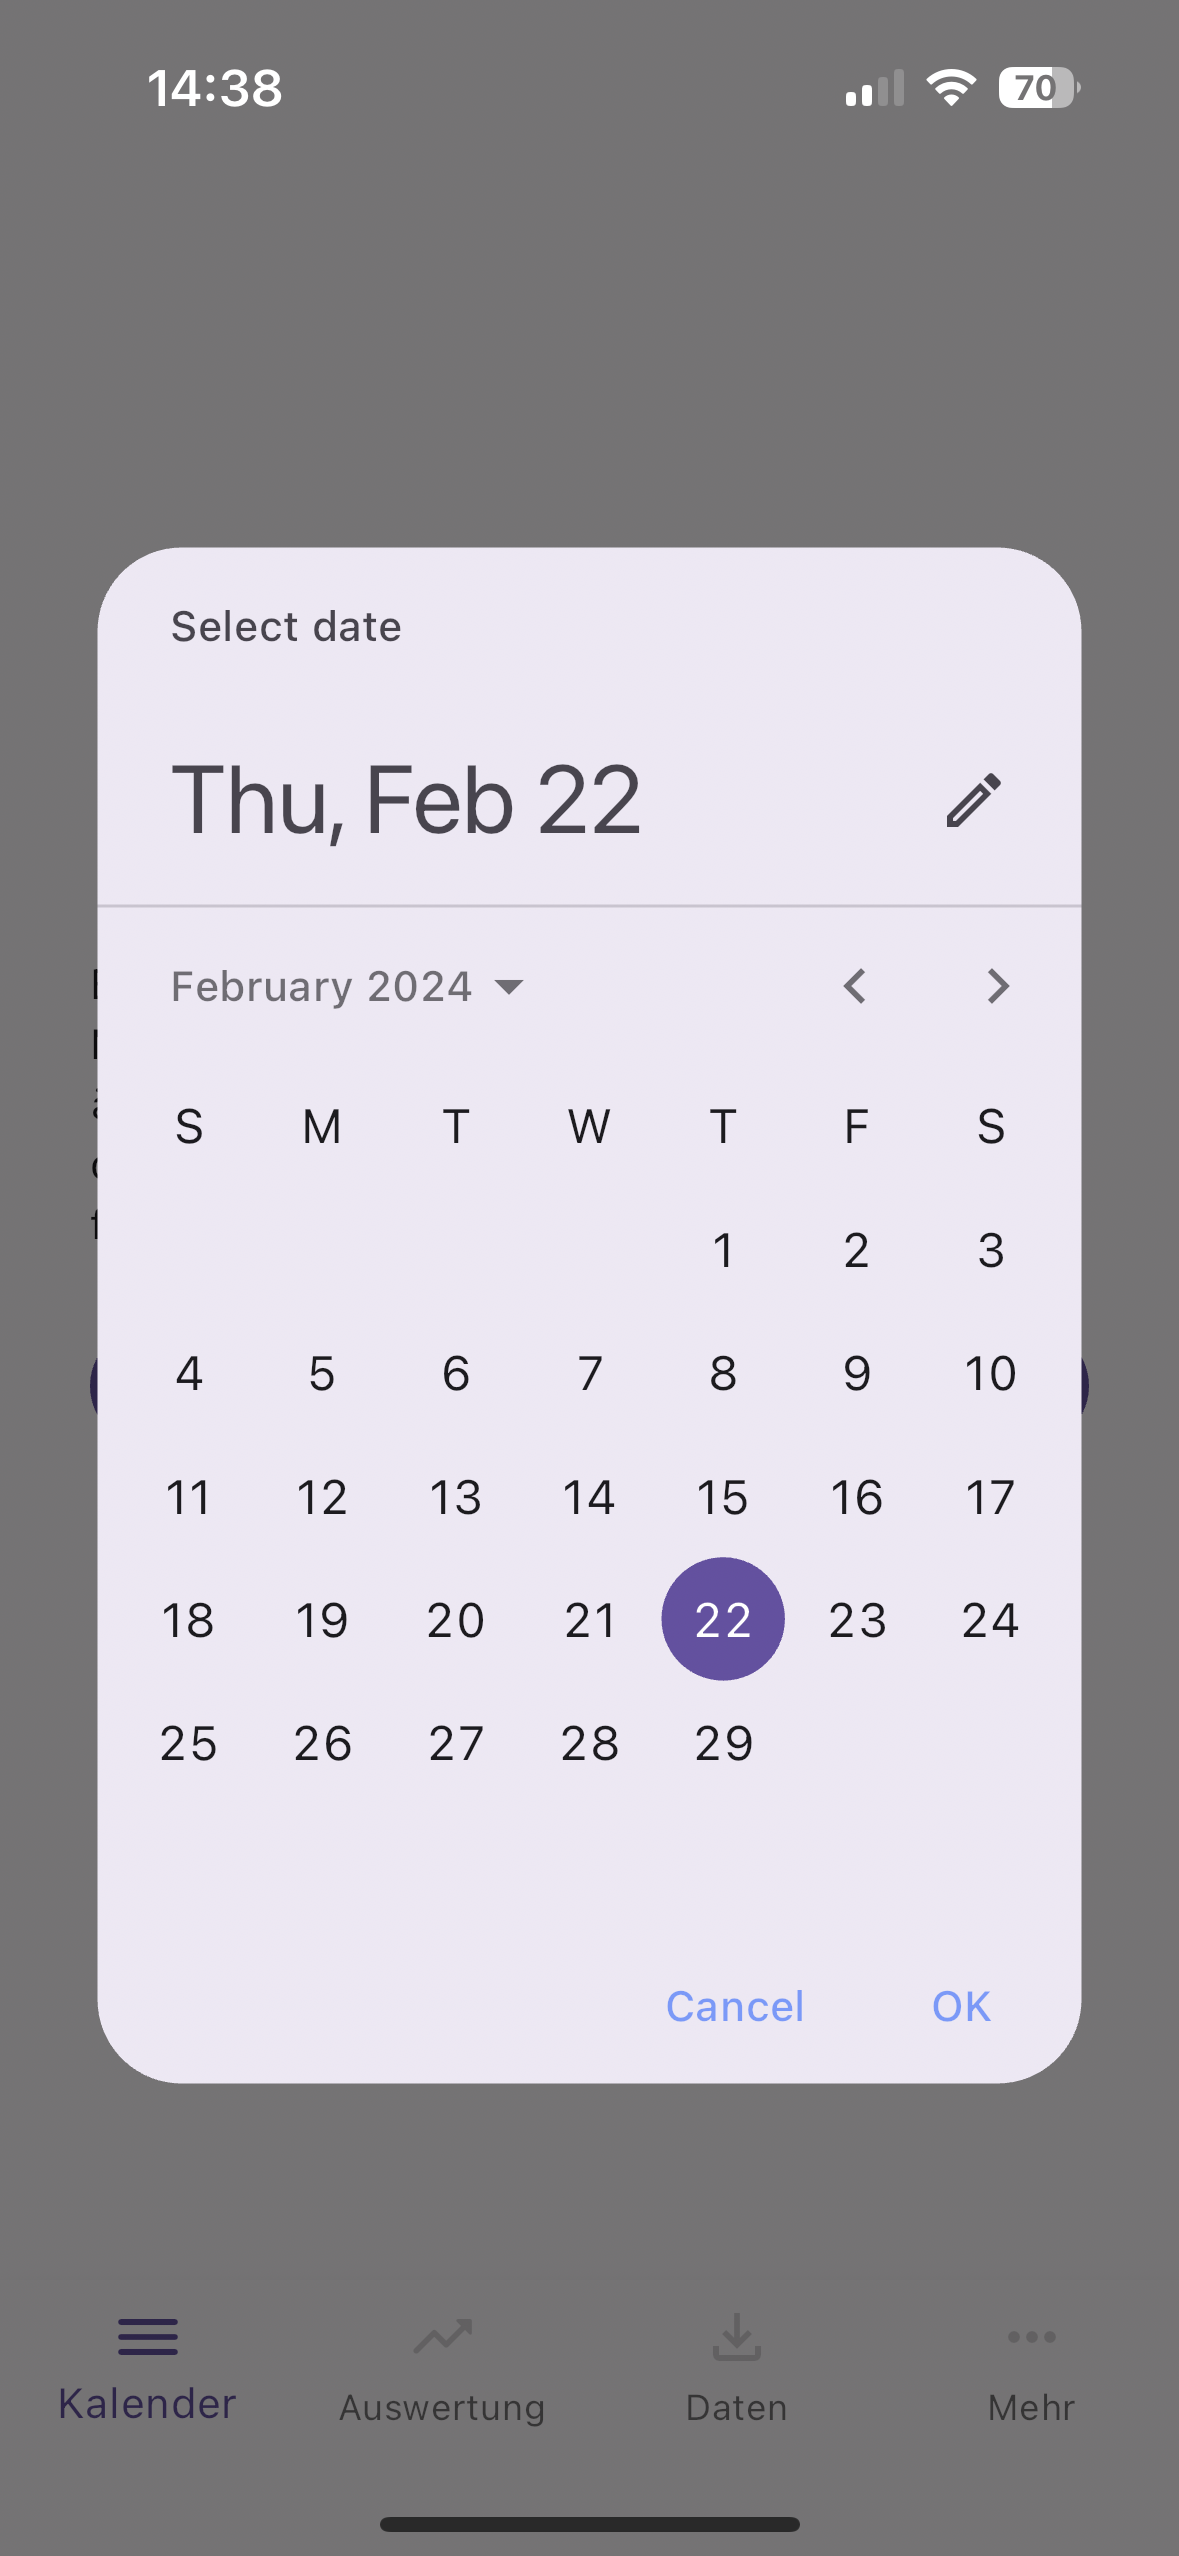 14:38
70
Select date
Thu, Feb 22
February 2024
S M T W T F S
1 2 3
4 5 6 7 8 9 10
11 12 13 14 15 16 17
18 19 20 21 22 23 24
25 26 27 28 29
Cancel OK
Kalender Auswertung Daten Mehr